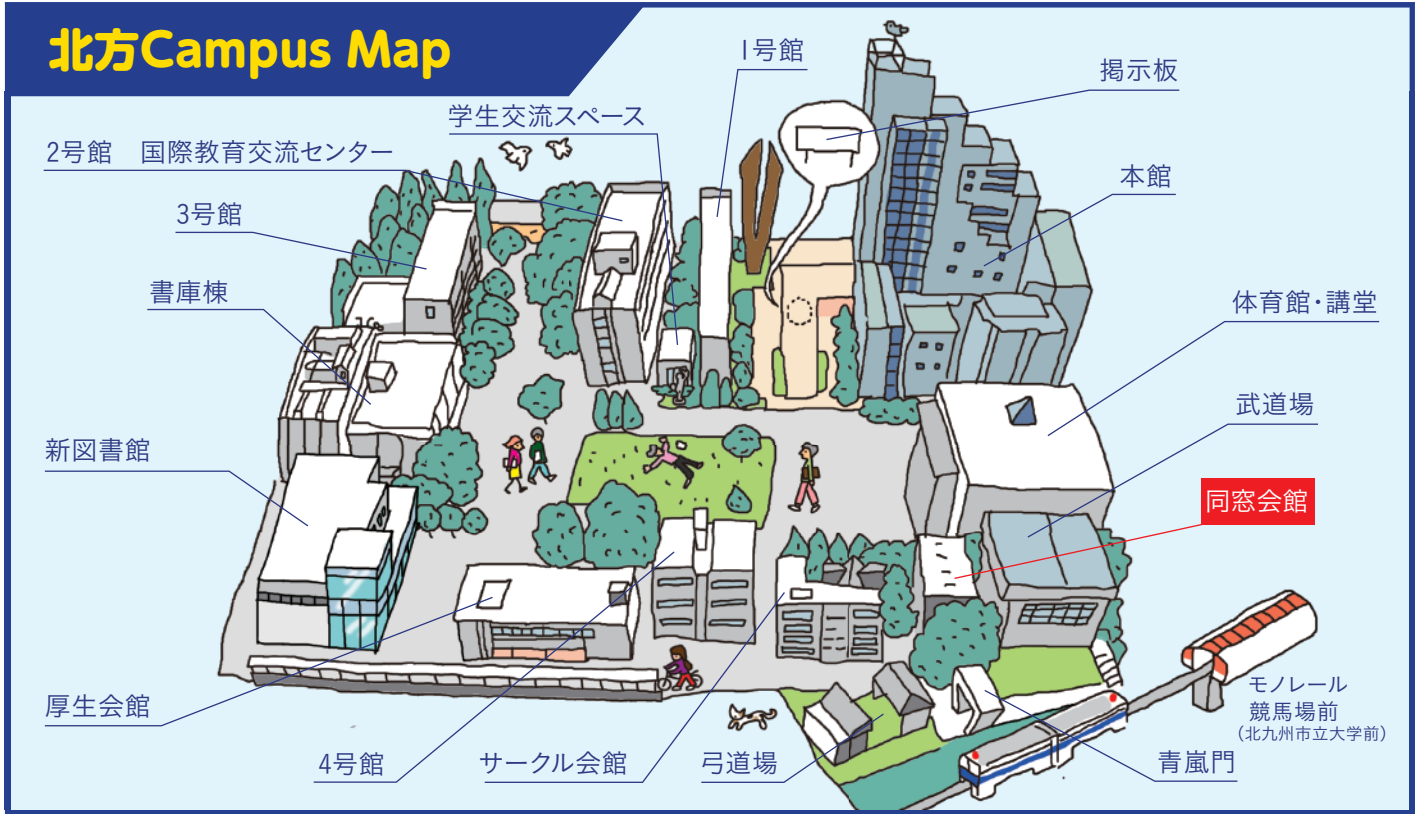 北方Campus Map
1号館
掲示板
学生交流スペース
2号館　国際教育交流センター
本館
3号館
書庫棟
体育館・講堂
武道場
新図書館
同窓会館
厚生会館
モノレール
競馬場前
(北九州市立大学前)
4号館
サークル会館
弓道場
青嵐門